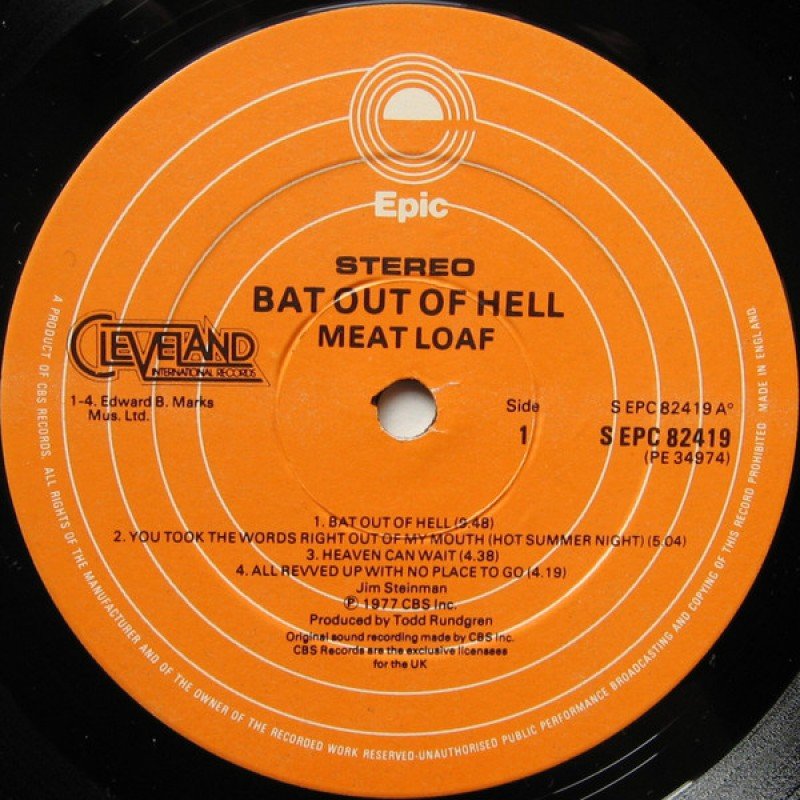 Epic
STEREO
BAT OUT OF HELL
MEAT LOAF
CLEVELAND
INTERNATIONAL RECORDS
1-4. Edward B. Marks
Mus. Ltd.
Side
1
S EPC 82419 A°
S EPC 82419
(PE 34974)
1. BAT OUT OF HELL (9.48)
2. YOU TOOK THE WORDS RIGHT OUT OF MY MOUTH (HOT SUMMER NIGHT) (5.04)
3. HEAVEN CAN WAIT (4.38)
4. ALL REVVED UP WITH NO PLACE TO GO (4.19)
Jim Steinman
℗ 1977 CBS Inc.
Produced by Todd Rundgren
Original sound recording made by CBS Inc.
CBS Records are the exclusive licensees
for the UK
A PRODUCT OF CBS RECORDS. ALL RIGHTS OF THE MANUFACTURER AND OF THE OWNER OF THE RECORDED WORK RESERVED-UNAUTHORISED PUBLIC PERFORMANCE BROADCASTING AND COPYING OF THIS RECORD PROHIBITED MADE IN ENGLAND